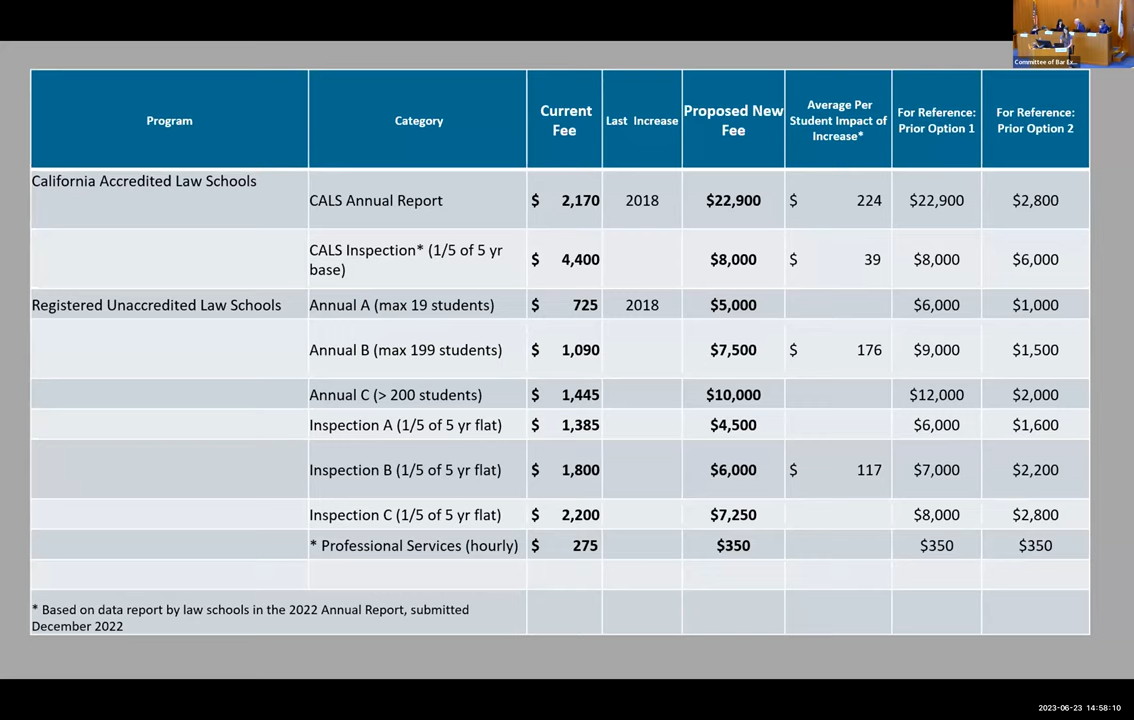 Committee of Bar Ex...
Program Category Current Fee Last Increase Proposed New Fee Average Per Student Impact of Increase* For Reference: Prior Option 1 For Reference: Prior Option 2
California Accredited Law Schools CALS Annual Report $ 2,170 2018 $22,900 $ 224 $22,900 $2,800
CALS Inspection* (1/5 of 5 yr base) $ 4,400 $8,000 $ 39 $8,000 $6,000
Registered Unaccredited Law Schools Annual A (max 19 students) $ 725 2018 $5,000 $6,000 $1,000
Annual B (max 199 students) $ 1,090 $7,500 $ 176 $9,000 $1,500
Annual C (> 200 students) $ 1,445 $10,000 $12,000 $2,000
Inspection A (1/5 of 5 yr flat) $ 1,385 $4,500 $6,000 $1,600
Inspection B (1/5 of 5 yr flat) $ 1,800 $6,000 $ 117 $7,000 $2,200
Inspection C (1/5 of 5 yr flat) $ 2,200 $7,250 $8,000 $2,800
* Professional Services (hourly) $ 275 $350 $350 $350
* Based on data report by law schools in the 2022 Annual Report, submitted
December 2022
2023-06-23 14:58:10